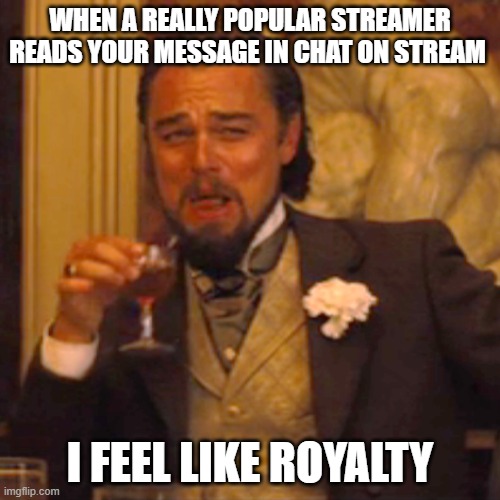 WHEN A REALLY POPULAR STREAMER
READS YOUR MESSAGE IN CHAT ON STREAM
I FEEL LIKE ROYALTY
imgflip.com